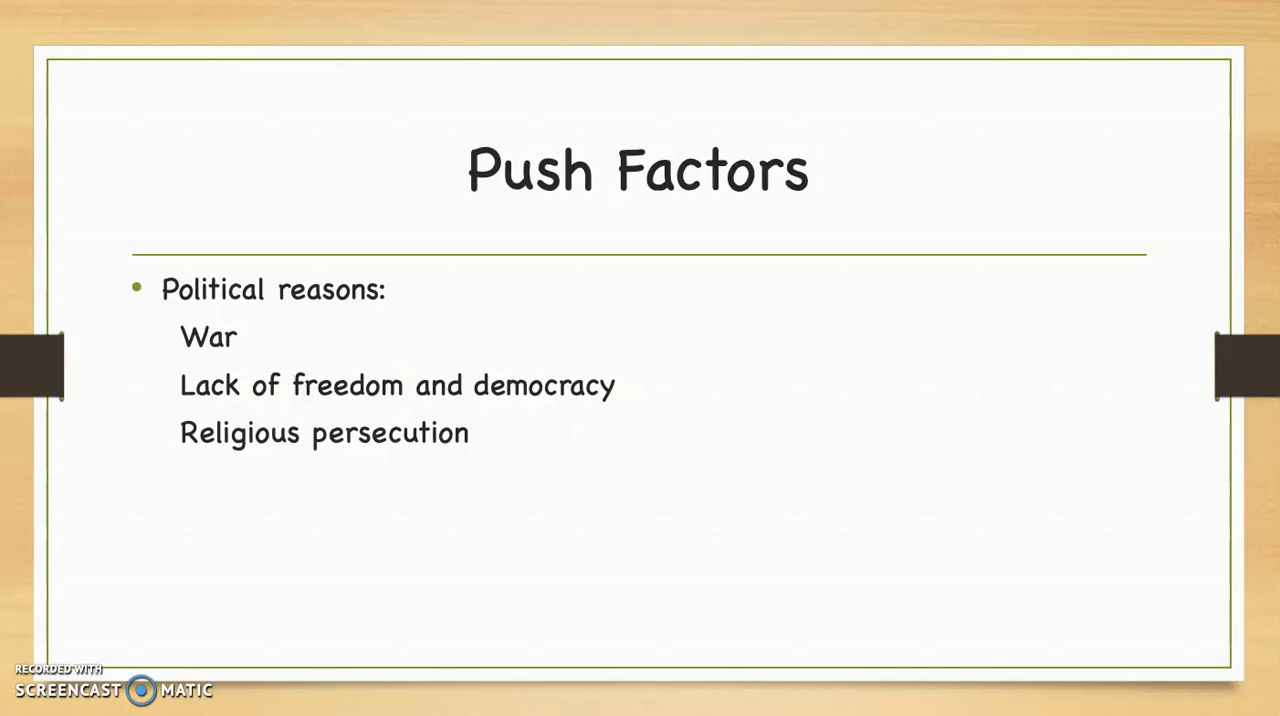 Push Factors
• Political reasons:
War
Lack of freedom and democracy
Religious persecution
RECORDED WITH
SCREENCAST MATIC